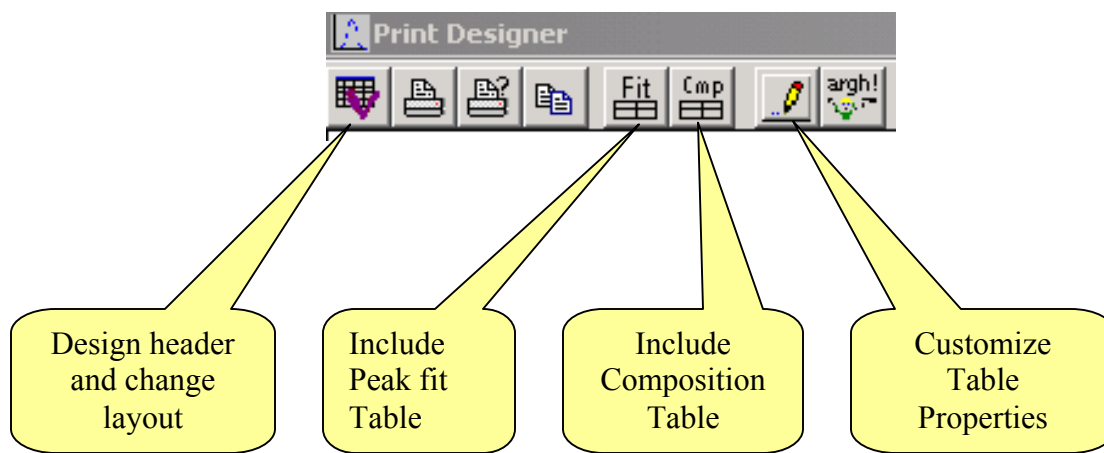 Print Designer
Fit
Cmp
argh!
?
Design header
and change
layout
Include
Peak fit
Table
Include
Composition
Table
Customize
Table
Properties